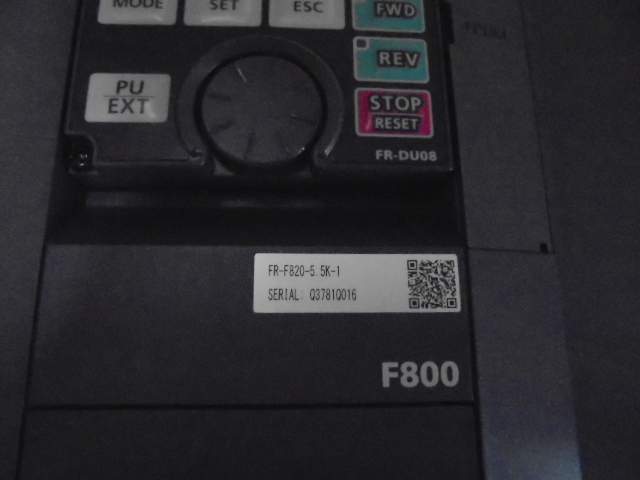 MODE
SET
ESC
FWD
REV
PU
EXT
STOP
RESET
FR-DU08
FR-F820-5.5K-1
SERIAL: Q3781Q016
F800